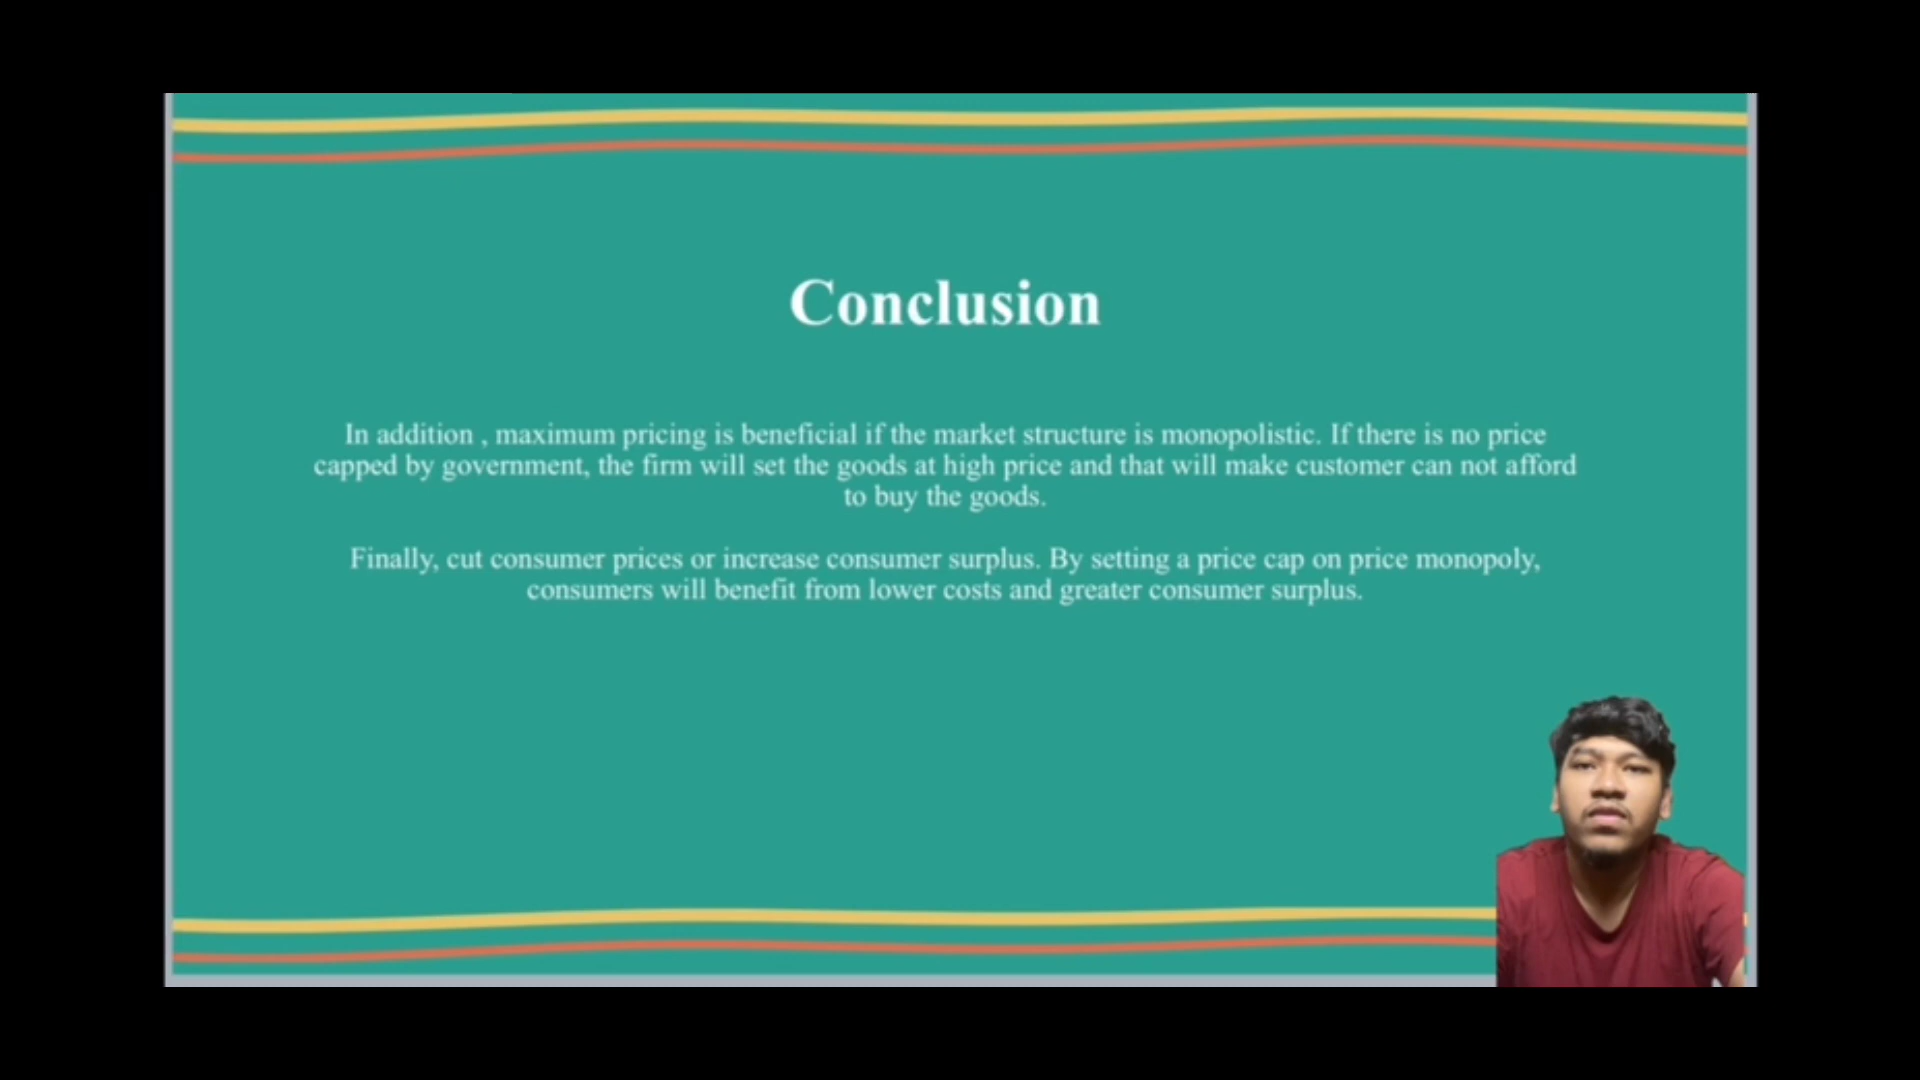 Conclusion
In addition , maximum pricing is beneficial if the market structure is monopolistic. If there is no price
capped by government, the firm will set the goods at high price and that will make customer can not afford
to buy the goods.
Finally, cut consumer prices or increase consumer surplus. By setting a price cap on price monopoly,
consumers will benefit from lower costs and greater consumer surplus.